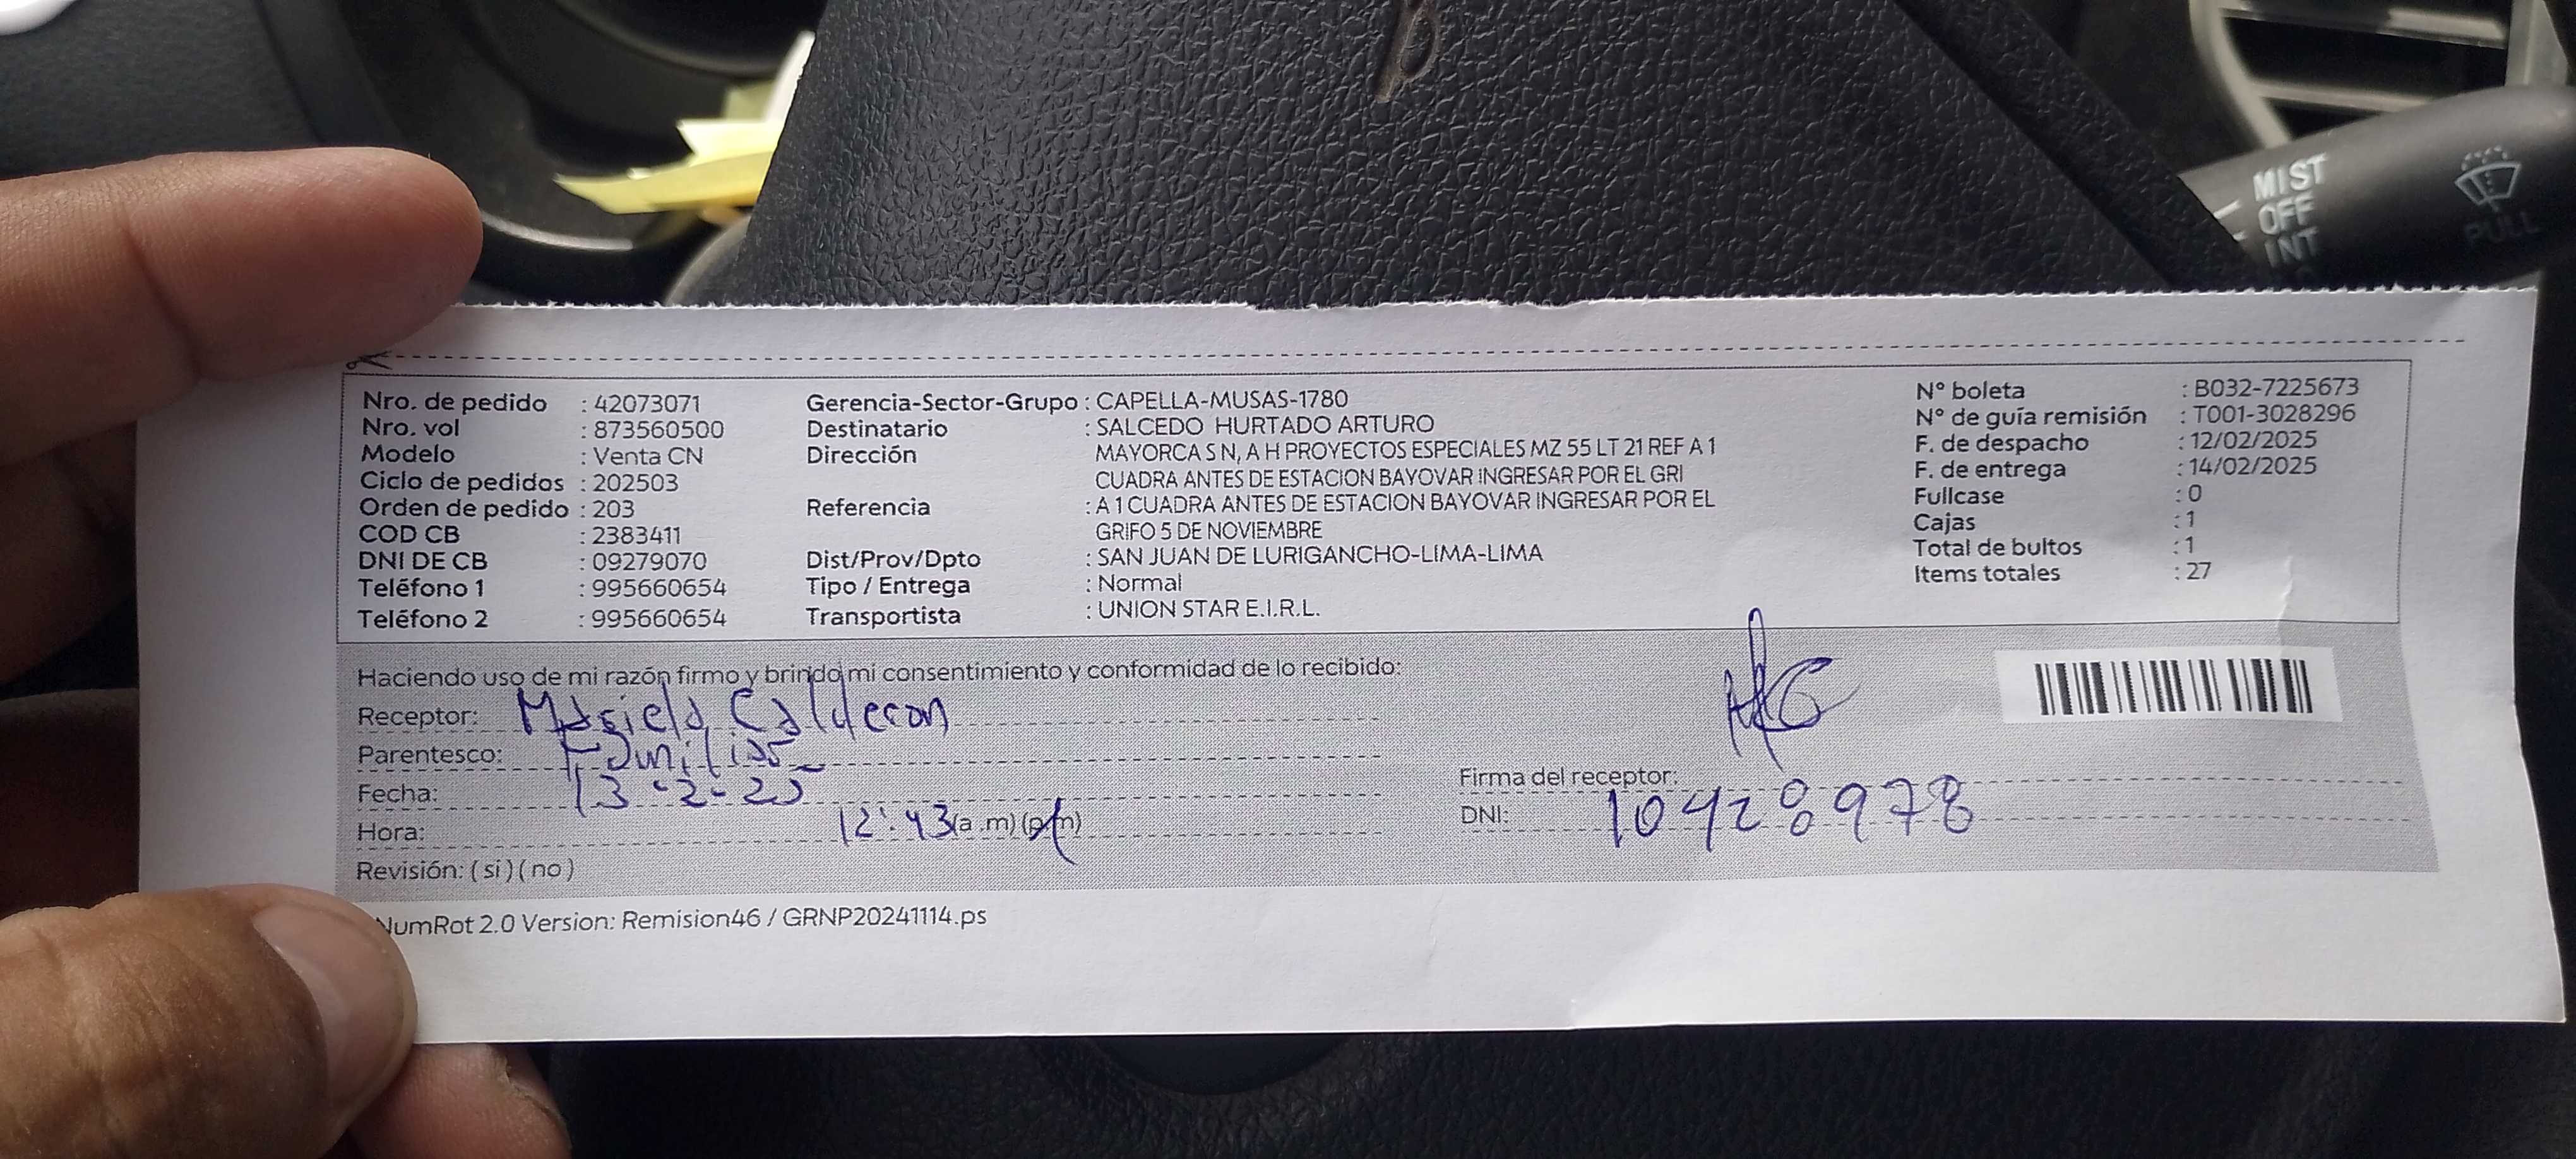 MIST
OFF
INT
PULL
Nro. de pedido : 42073071
Nro. vol : 873560500
Modelo : Venta CN
Ciclo de pedidos : 202503
Orden de pedido : 203
COD CB : 2383411
DNI DE CB : 09279070
Teléfono 1 : 995660654
Teléfono 2 : 995660654
Gerencia-Sector-Grupo : CAPELLA-MUSAS-1780
Destinatario : SALCEDO HURTADO ARTURO
Dirección MAYORCA S N, A H PROYECTOS ESPECIALES MZ 55 LT 21 REF A 1
CUADRA ANTES DE ESTACION BAYOVAR INGRESAR POR EL GRI
Referencia : A 1 CUADRA ANTES DE ESTACION BAYOVAR INGRESAR POR EL
GRIFO 5 DE NOVIEMBRE
Dist/Prov/Dpto : SAN JUAN DE LURIGANCHO-LIMA-LIMA
Tipo / Entrega : Normal
Transportista : UNION STAR E.I.R.L.
N° boleta : B032-7225673
N° de guía remisión : T001-3028296
F. de despacho : 12/02/2025
F. de entrega : 14/02/2025
Fullcase : 0
Cajas : 1
Total de bultos : 1
Items totales : 27
Haciendo uso de mi razón firmo y brindo mi consentimiento y conformidad de lo recibido:
Receptor: Mariela Calderon
Parentesco: Familiar
Fecha: 13-2-25
Hora: 12:43 (a .m) (p.m)
Revisión: ( si ) ( no )
Firma del receptor:
DNI: 10428978
NumRot 2.0 Version: Remision46 / GRNP20241114.ps